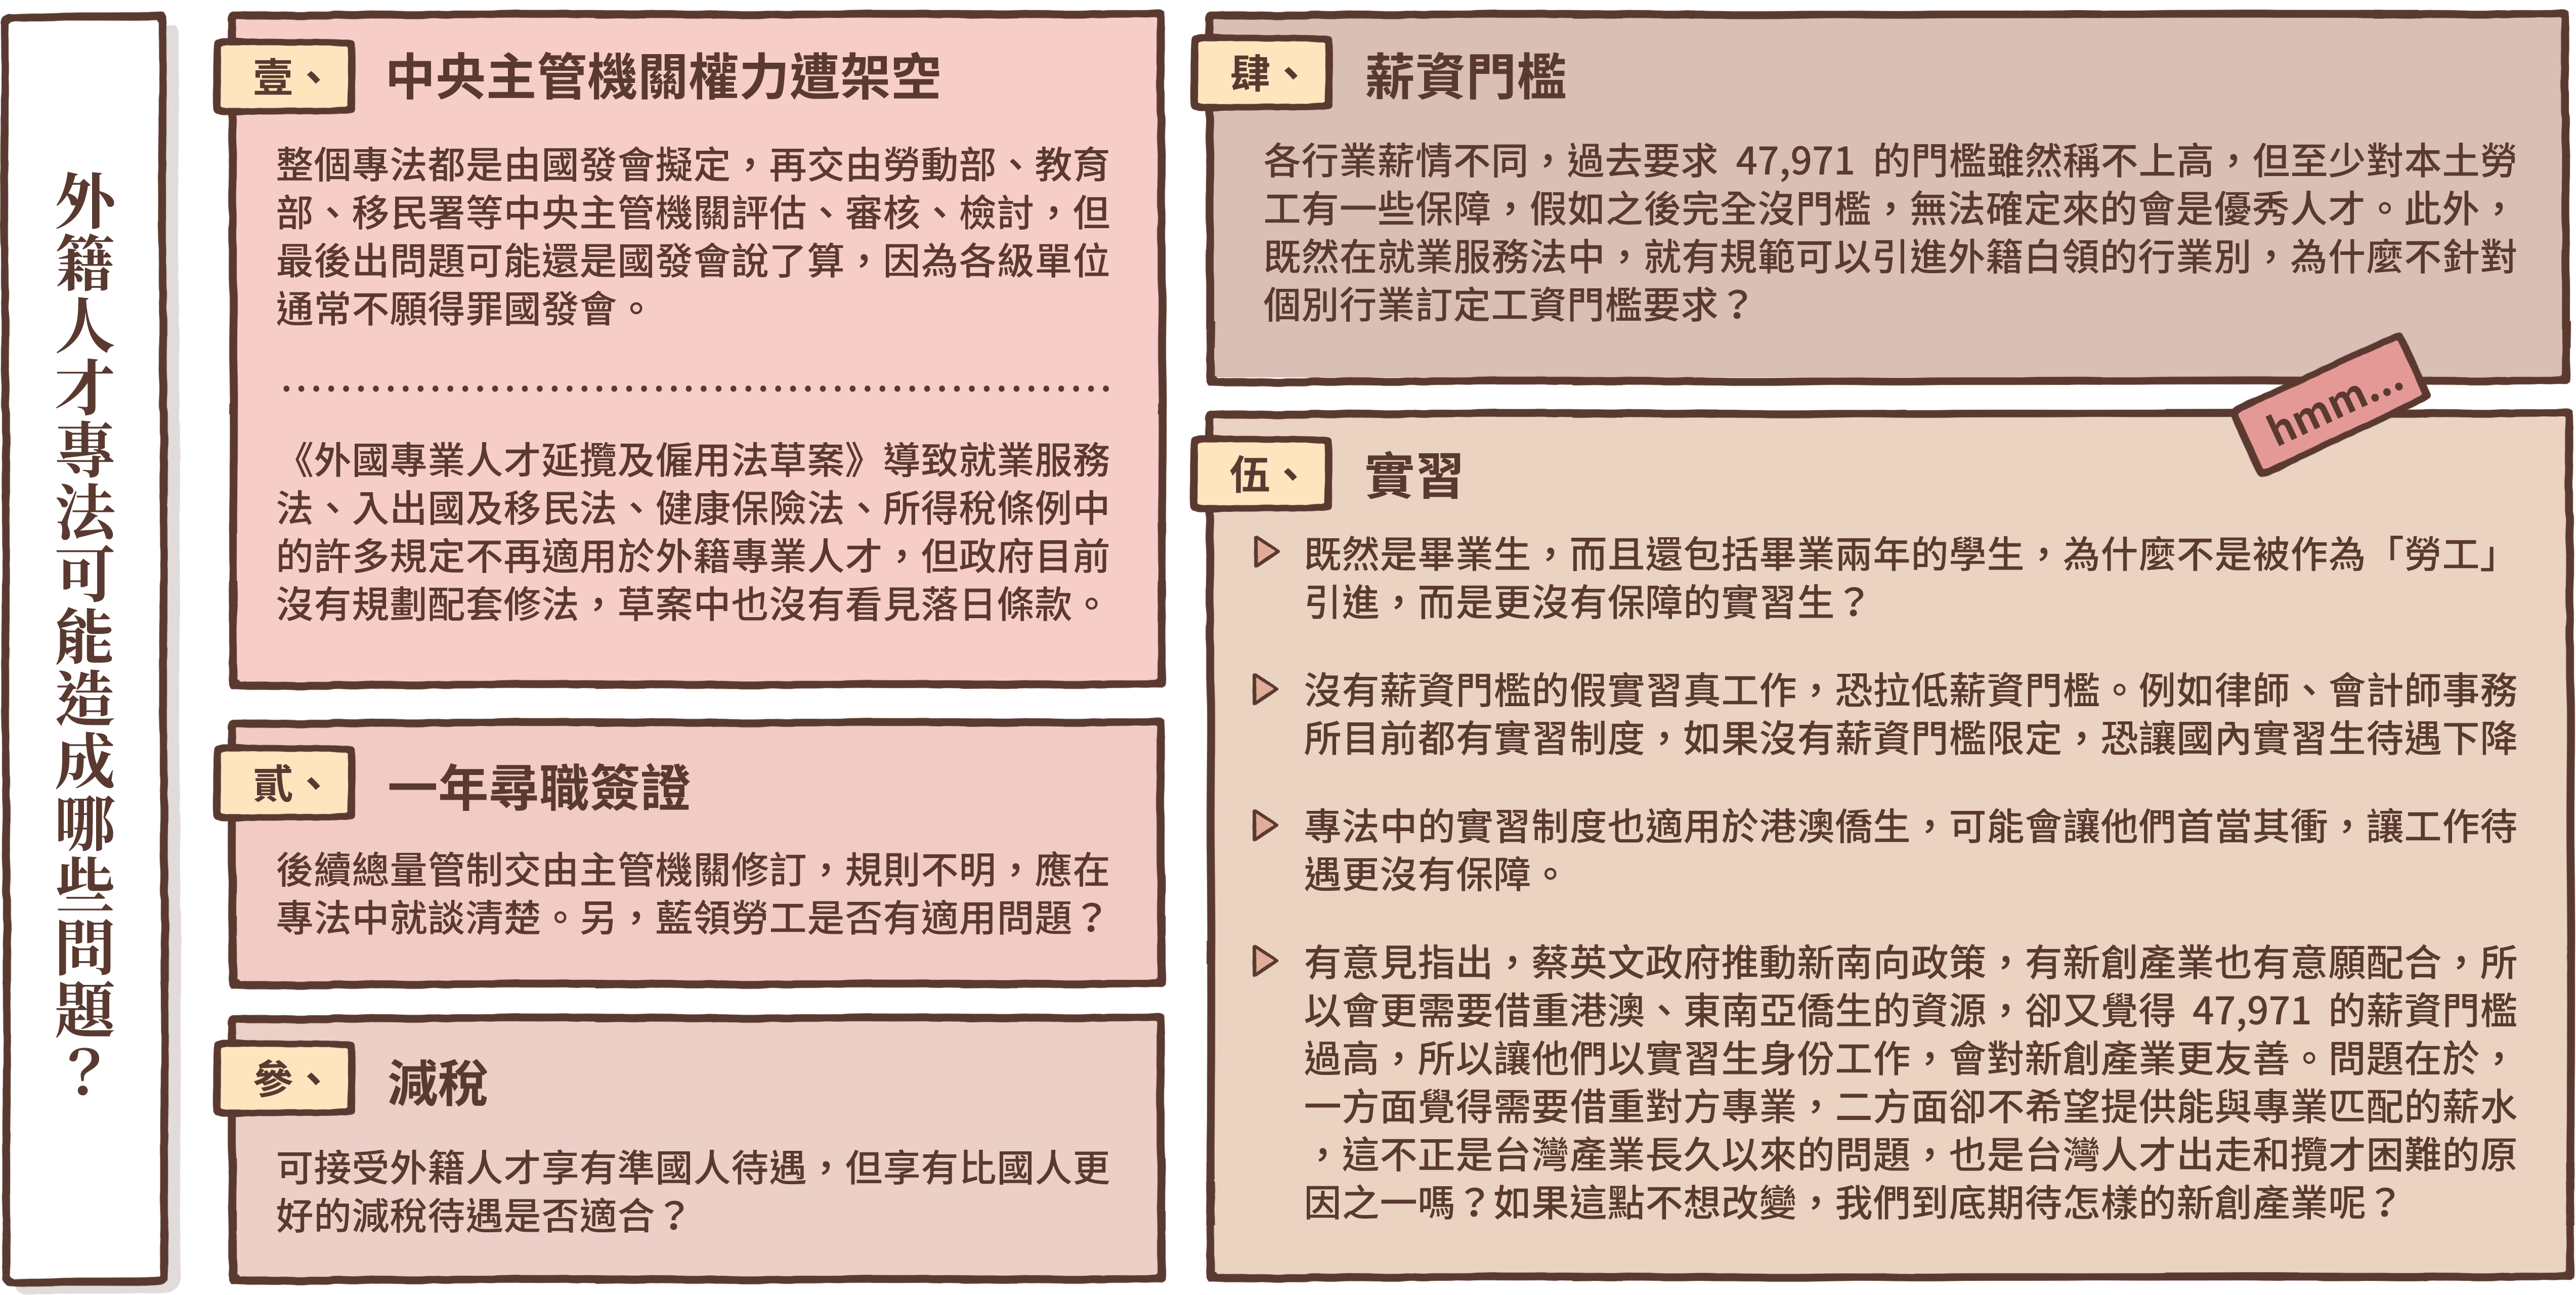 外籍人才專法可能造成哪些問題？
壹、
中央主管機關權力遭架空
整個專法都是由國發會擬定，再交由勞動部、教育
部、移民署等中央主管機關評估、審核、檢討，但
最後出問題可能還是國發會說了算，因為各級單位
通常不願得罪國發會。
《外國專業人才延攬及僱用法草案》導致就業服務
法、入出國及移民法、健康保險法、所得稅條例中
的許多規定不再適用於外籍專業人才，但政府目前
沒有規劃配套修法，草案中也沒有看見落日條款。
貳、
一年尋職簽證
後續總量管制交由主管機關修訂，規則不明，應在
專法中就談清楚。另，藍領勞工是否有適用問題？
參、
減稅
可接受外籍人才享有準國人待遇，但享有比國人更
好的減稅待遇是否適合？
肆、
薪資門檻
各行業薪情不同，過去要求 47,971 的門檻雖然稱不上高，但至少對本土勞
工有一些保障，假如之後完全沒門檻，無法確定來的會是優秀人才。此外，
既然在就業服務法中，就有規範可以引進外籍白領的行業別，為什麼不針對
個別行業訂定工資門檻要求？
hmm...
伍、
實習
既然是畢業生，而且還包括畢業兩年的學生，為什麼不是被作為「勞工」
引進，而是更沒有保障的實習生？
沒有薪資門檻的假實習真工作，恐拉低薪資門檻。例如律師、會計師事務
所目前都有實習制度，如果沒有薪資門檻限定，恐讓國內實習生待遇下降
專法中的實習制度也適用於港澳僑生，可能會讓他們首當其衝，讓工作待
遇更沒有保障。
有意見指出，蔡英文政府推動新南向政策，有新創產業也有意願配合，所
以會更需要借重港澳、東南亞僑生的資源，卻又覺得 47,971 的薪資門檻
過高，所以讓他們以實習生身份工作，會對新創產業更友善。問題在於，
一方面覺得需要借重對方專業，二方面卻不希望提供能與專業匹配的薪水
，這不正是台灣產業長久以來的問題，也是台灣人才出走和攬才困難的原
因之一嗎？如果這點不想改變，我們到底期待怎樣的新創產業呢？